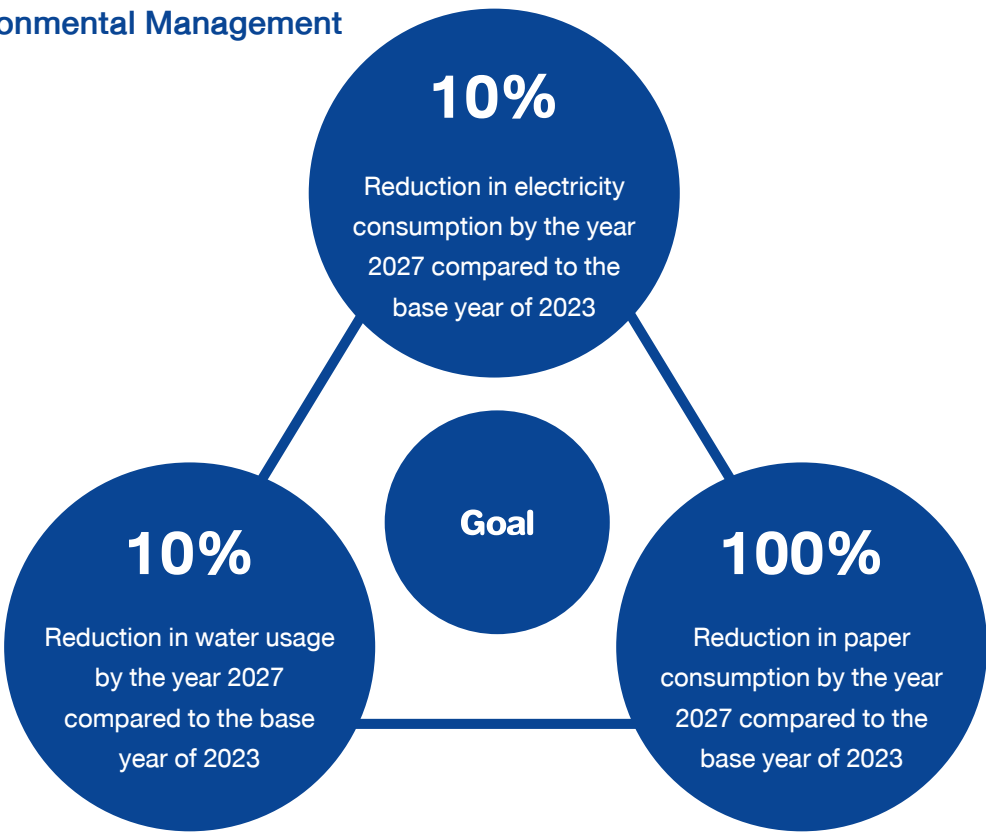 onmental Management
10%
Reduction in electricity
consumption by the year
2027 compared to the
base year of 2023
Goal
10%
Reduction in water usage
by the year 2027
compared to the base
year of 2023
100%
Reduction in paper
consumption by the year
2027 compared to the
base year of 2023